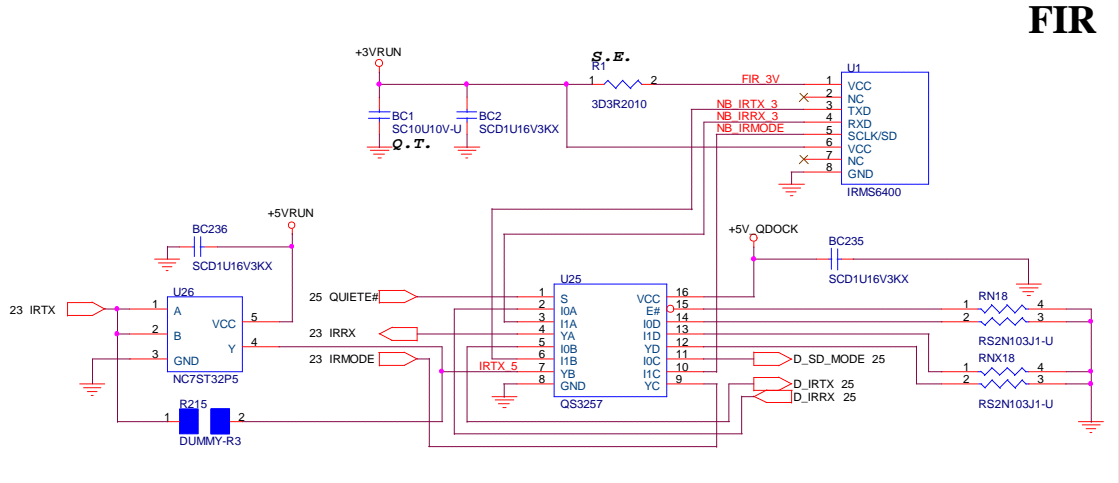 FIR
+3VRUN
S.E.
R1
1 2
3D3R2010
FIR_3V
BC1
SC10U10V-U
Q.T.
BC2
SCD1U16V3KX
NB_IRTX_3
NB_IRRX_3
NB_IRMODE
U1
1 VCC
2 NC
3 TXD
4 RXD
5 SCLK/SD
6 VCC
7 NC
8 GND
IRMS6400
+5VRUN
BC236
SCD1U16V3KX
+5V_QDOCK
BC235
SCD1U16V3KX
23 IRTX
U26
1 A
2 B
3 GND
VCC 5
Y 4
NC7ST32P5
R215
1 2
DUMMY-R3
25 QUIETE#
23 IRRX
23 IRMODE
IRTX_5
U25
1 S VCC 16
2 I0A E# 15
3 I1A I0D 14
4 YA I1D 13
5 I0B YD 12
6 I1B I0C 11
7 YB I1C 10
8 GND YC 9
QS3257
D_SD_MODE 25
D_IRTX 25
D_IRRX 25
RN18
1 4
2 3
RS2N103J1-U
RNX18
1 4
2 3
RS2N103J1-U